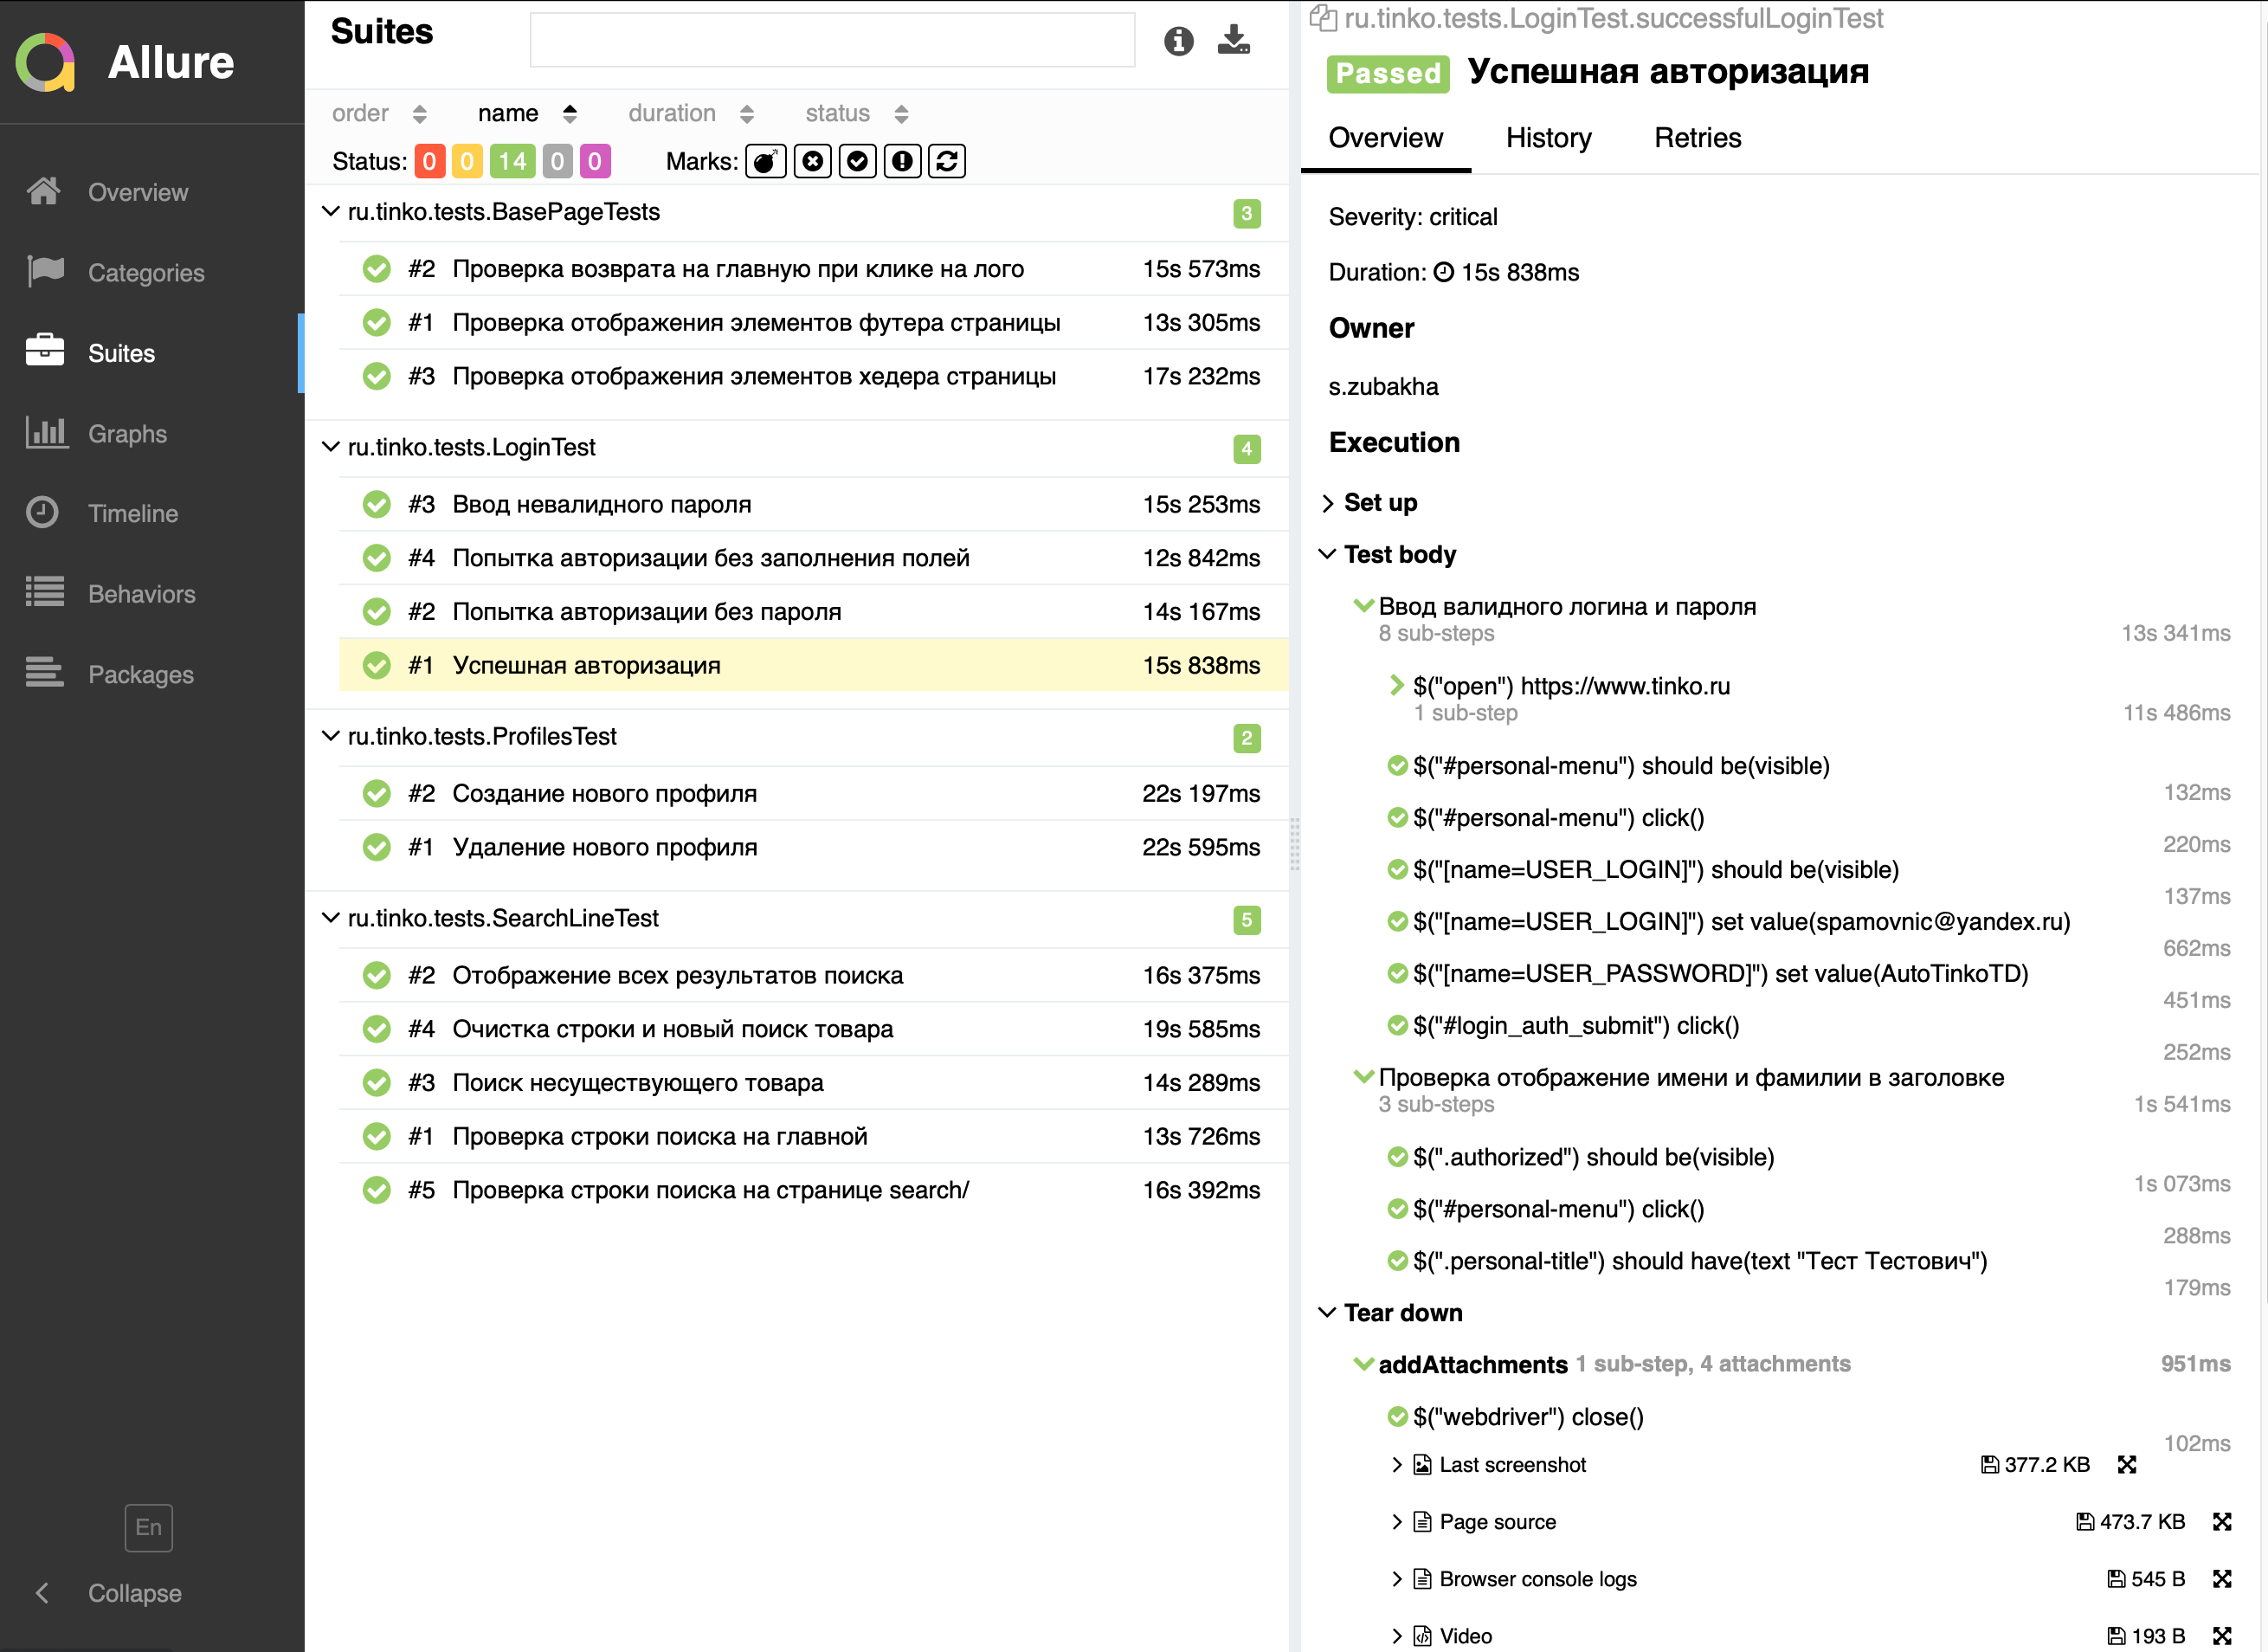 Allure
Overview
Categories
Suites
Graphs
Timeline
Behaviors
Packages
En
Collapse
Suites
order name duration status
Status: 0 0 14 0 0 Marks:
ru.tinko.tests.BasePageTests 3
#2 Проверка возврата на главную при клике на лого 15s 573ms
#1 Проверка отображения элементов футера страницы 13s 305ms
#3 Проверка отображения элементов хедера страницы 17s 232ms
ru.tinko.tests.LoginTest 4
#3 Ввод невалидного пароля 15s 253ms
#4 Попытка авторизации без заполнения полей 12s 842ms
#2 Попытка авторизации без пароля 14s 167ms
#1 Успешная авторизация 15s 838ms
ru.tinko.tests.ProfilesTest 2
#2 Создание нового профиля 22s 197ms
#1 Удаление нового профиля 22s 595ms
ru.tinko.tests.SearchLineTest 5
#2 Отображение всех результатов поиска 16s 375ms
#4 Очистка строки и новый поиск товара 19s 585ms
#3 Поиск несуществующего товара 14s 289ms
#1 Проверка строки поиска на главной 13s 726ms
#5 Проверка строки поиска на странице search/ 16s 392ms
ru.tinko.tests.LoginTest.successfulLoginTest
Passed Успешная авторизация
Overview History Retries
Severity: critical
Duration: 15s 838ms
Owner
s.zubakha
Execution
Set up
Test body
Ввод валидного логина и пароля
8 sub-steps 13s 341ms
$("open") https://www.tinko.ru
1 sub-step 11s 486ms
$("#personal-menu") should be(visible)
132ms
$("#personal-menu") click()
220ms
$("[name=USER_LOGIN]") should be(visible)
137ms
$("[name=USER_LOGIN]") set value(spamovnic@yandex.ru)
662ms
$("[name=USER_PASSWORD]") set value(AutoTinkoTD)
451ms
$("#login_auth_submit") click()
252ms
Проверка отображение имени и фамилии в заголовке
3 sub-steps 1s 541ms
$(".authorized") should be(visible)
1s 073ms
$("#personal-menu") click()
288ms
$(".personal-title") should have(text "Тест Тестович")
179ms
Tear down
addAttachments 1 sub-step, 4 attachments 951ms
$("webdriver") close()
102ms
Last screenshot 377.2 KB
Page source 473.7 KB
Browser console logs 545 B
Video 193 B